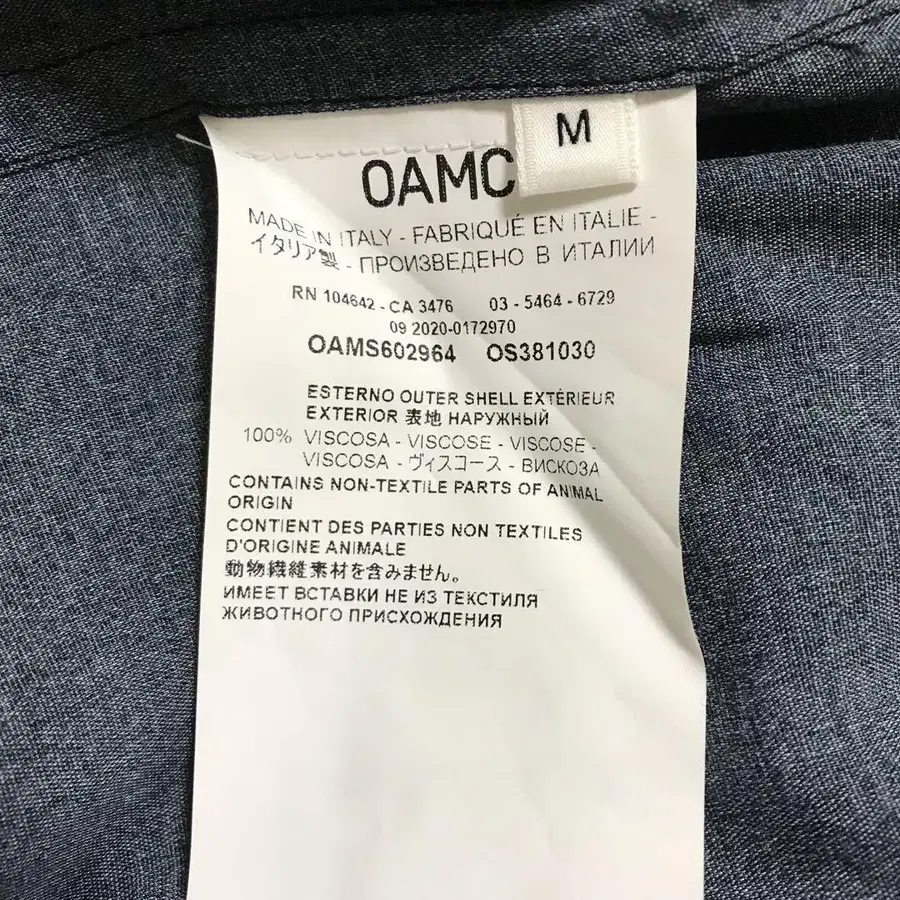 M
OAMC
MADE IN ITALY - FABRIQUÉ EN ITALIE -
イタリア製 - ПРОИЗВЕДЕНО В ИТАЛИИ
RN 104642 - CA 3476 03 - 5464 - 6729
09 2020-0172970
OAMS602964 OS381030
ESTERNO OUTER SHELL EXTÉRIEUR
EXTERIOR 表地 НАРУЖНЫЙ
100% VISCOSA - VISCOSE - VISCOSE -
VISCOSA - ヴィスコース - ВИСКОЗА
CONTAINS NON-TEXTILE PARTS OF ANIMAL
ORIGIN
CONTIENT DES PARTIES NON TEXTILES
D'ORIGINE ANIMALE
動物繊維素材を含みません。
ИМЕЕТ ВСТАВКИ НЕ ИЗ ТЕКСТИЛЯ
ЖИВОТНОГО ПРИСХОЖДЕНИЯ